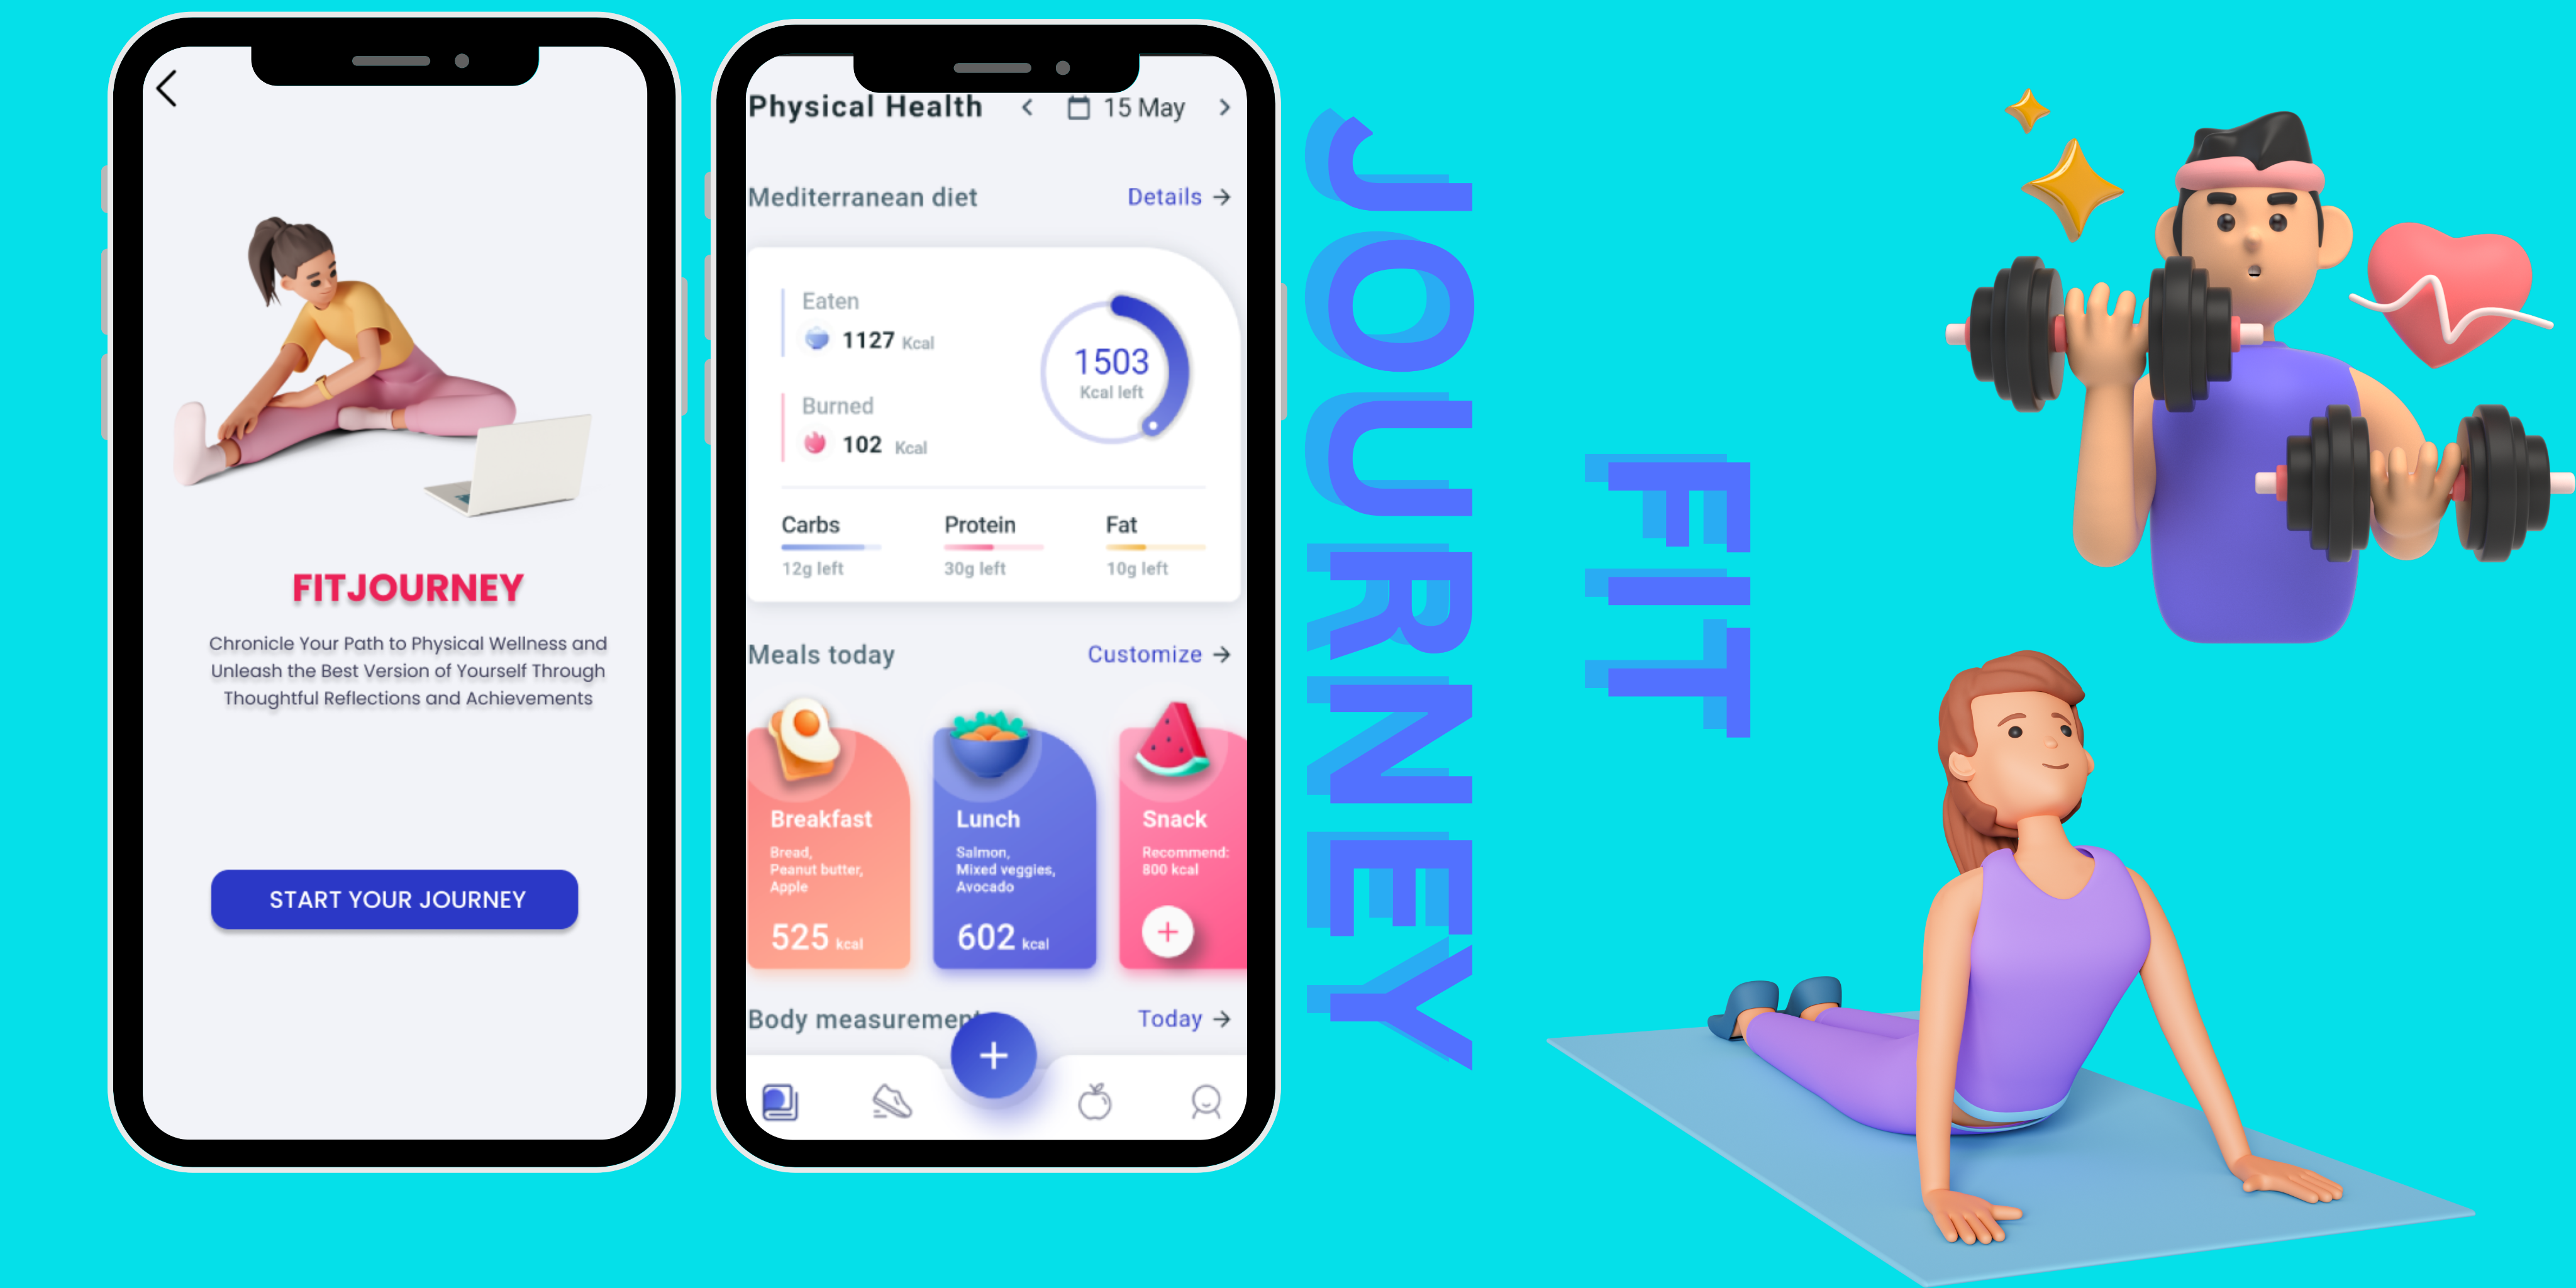 FITJOURNEY
Chronicle Your Path to Physical Wellness and
Unleash the Best Version of Yourself Through
Thoughtful Reflections and Achievements
START YOUR JOURNEY
Physical Health
15 May
Mediterranean diet
Details
Eaten
1127 Kcal
Burned
102 Kcal
1503
Kcal left
Carbs
12g left
Protein
30g left
Fat
10g left
Meals today
Customize
Breakfast
Bread,
Peanut butter,
Apple
525 kcal
Lunch
Salmon,
Mixed veggies,
Avocado
602 kcal
Snack
Recommend:
800 kcal
Body measurement
Today
FIT
JOURNEY